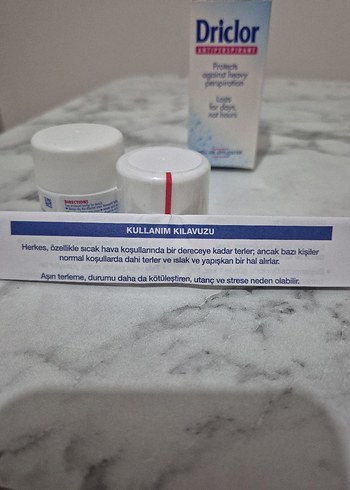 Driclor
ANTIPERSPIRANT
Protects
against heavy
perspiration
Lasts
for days,
not hours
DIRECTIONS
KULLANIM KILAVUZU
Herkes, özellikle sıcak hava koşullarında bir dereceye kadar terler; ancak bazı kişiler
normal koşullarda dahi terler ve ıslak ve yapışkan bir hal alırlar.
Aşırı terleme, durumu daha da kötüleştiren, utanç ve strese neden olabilir.